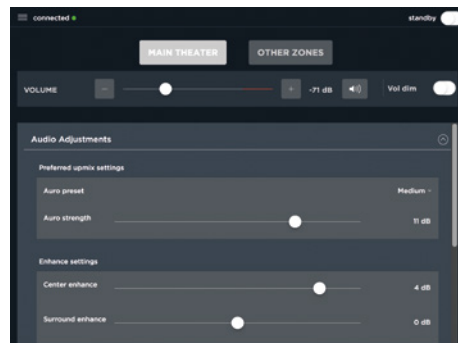 connected
standby
MAIN THEATER
OTHER ZONES
VOLUME
-
+
-71 dB
Vol dim
Audio Adjustments
Preferred upmix settings
Auro preset
Medium
Auro strength
11 dB
Enhance settings
Center enhance
4 dB
Surround enhance
0 dB